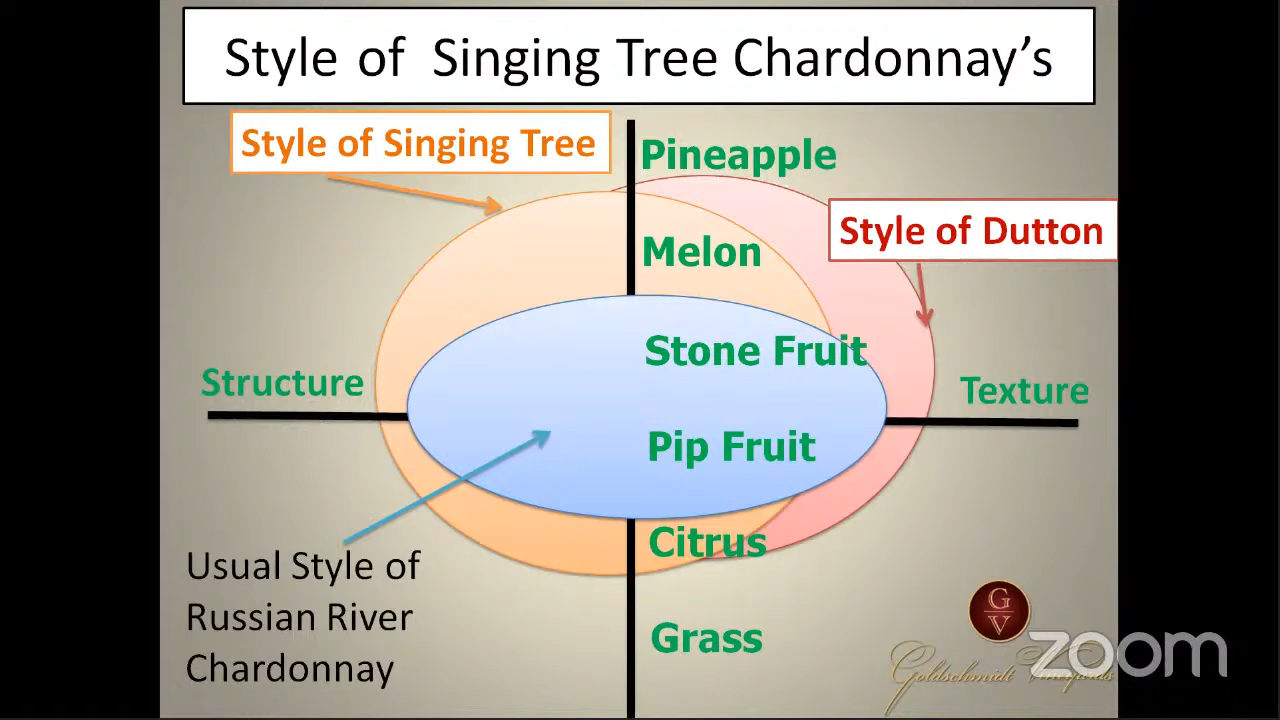 Style of Singing Tree Chardonnay's
Style of Singing Tree
Pineapple
Style of Dutton
Melon
Stone Fruit
Structure
Texture
Pip Fruit
Citrus
Usual Style of
Russian River
Chardonnay
Grass
G
V
Goldschmidt Vineyards
zoom